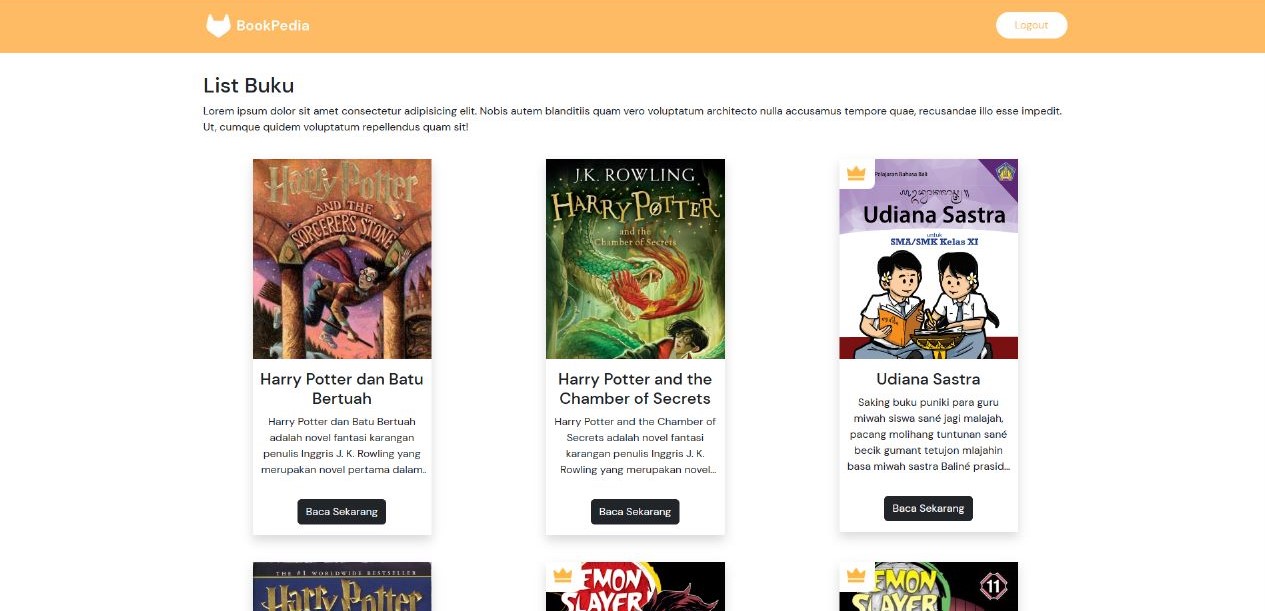 BookPedia
Logout
List Buku
Lorem ipsum dolor sit amet consectetur adipisicing elit. Nobis autem blanditiis quam vero voluptatum architecto nulla accusamus tempore quae, recusandae illo esse impedit.
Ut, cumque quidem voluptatum repellendus quam sit!
Harry Potter
AND THE
SORCERER'S STONE
J.K. ROWLING
HARRY POTTER
and the
Chamber of Secrets
Pelajaran Bahasa Bali
Udiana Sastra
untuk
SMA/SMK Kelas XI
Harry Potter dan Batu
Bertuah
Harry Potter dan Batu Bertuah
adalah novel fantasi karangan
penulis Inggris J. K. Rowling yang
merupakan novel pertama dalam..
Baca Sekarang
Harry Potter and the
Chamber of Secrets
Harry Potter and the Chamber of
Secrets adalah novel fantasi
karangan penulis Inggris J. K.
Rowling yang merupakan novel...
Baca Sekarang
Udiana Sastra
Saking buku puniki para guru
miwah siswa sané jagi malajah,
pacang molihang tuntunan sané
becik gumant tetujon mlajahin
basa miwah sastra Baliné prasid...
Baca Sekarang
THE #1 WORLDWIDE BESTSELLER
Harry Potter
EMON
SLAYER
EMON
SLAYER
11